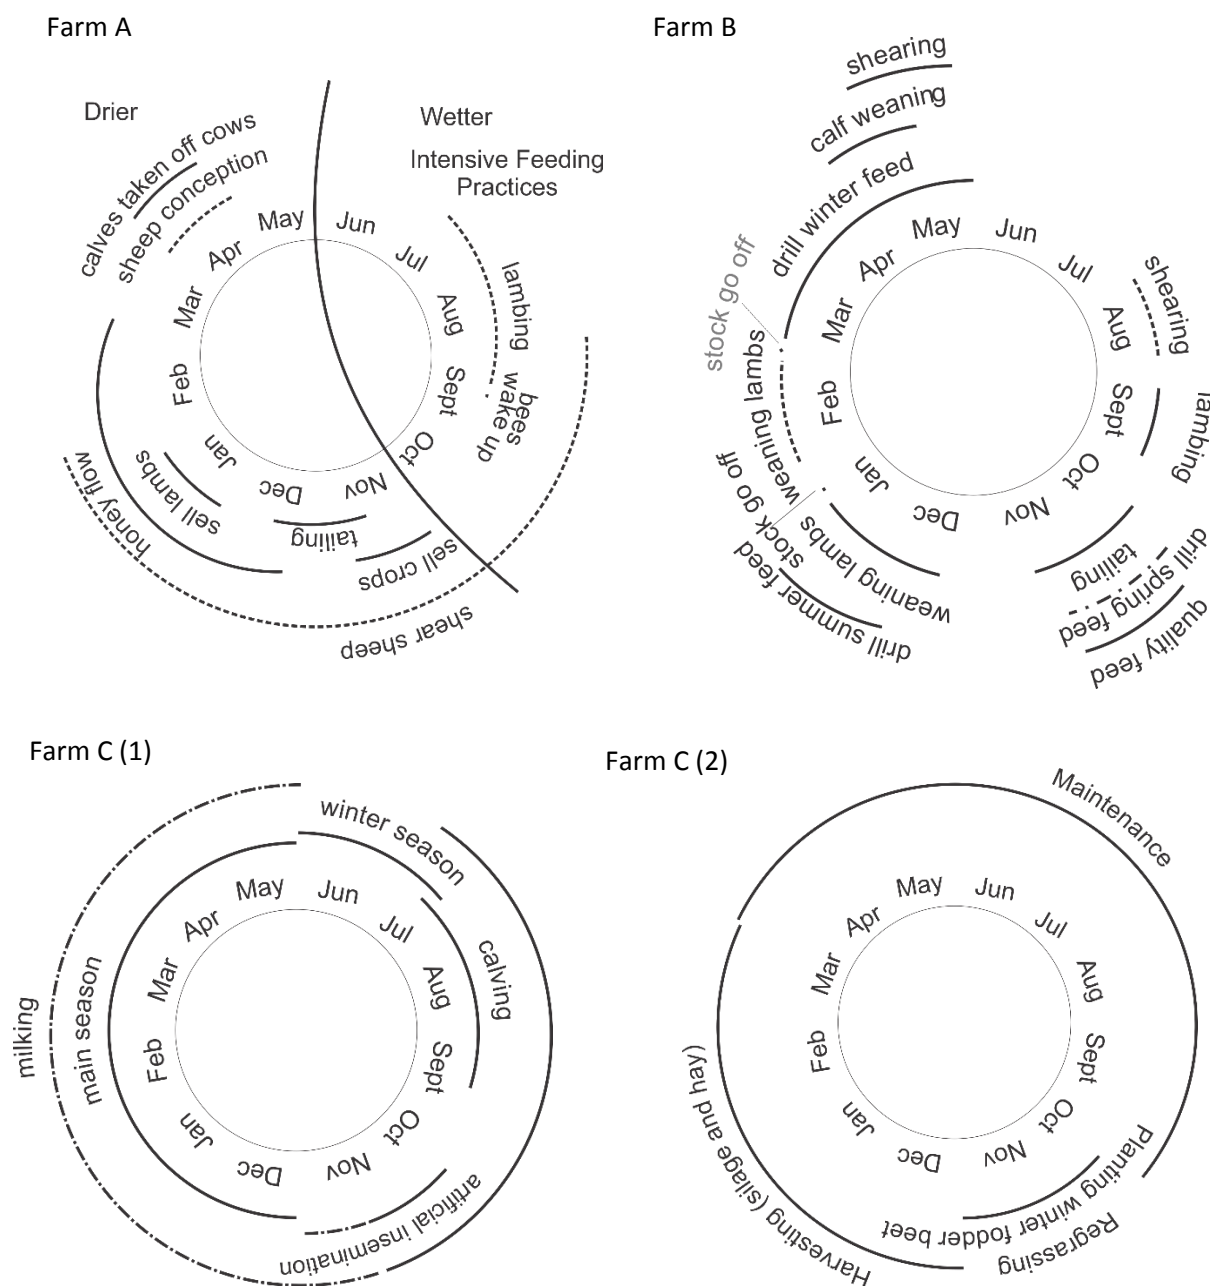 Farm A
Drier
Wetter
Intensive Feeding
Practices
calves taken off cows
sheep conception
May
Jun
Jul
Aug
Sept
Oct
Nov
Dec
Jan
Feb
Mar
Apr
lambing
bees
wake up
sell lambs
honey flow
tailing
sell crops
shear sheep
Farm B
shearing
calf weaning
drill winter feed
stock go off
weaning lambs
stock go off
weaning lambs
drill summer feed
May
Jun
Jul
Aug
Sept
Oct
Nov
Dec
Jan
Feb
Mar
Apr
shearing
lambing
tailing
drill spring feed
quality feed
Farm C (1)
winter season
calving
artificial insemination
main season
milking
May
Jun
Jul
Aug
Sept
Oct
Nov
Dec
Jan
Feb
Mar
Apr
Farm C (2)
Maintenance
May
Jun
Jul
Aug
Sept
Oct
Nov
Dec
Jan
Feb
Mar
Apr
Planting winter fodder beet
Regrassing
Harvesting (silage and hay)